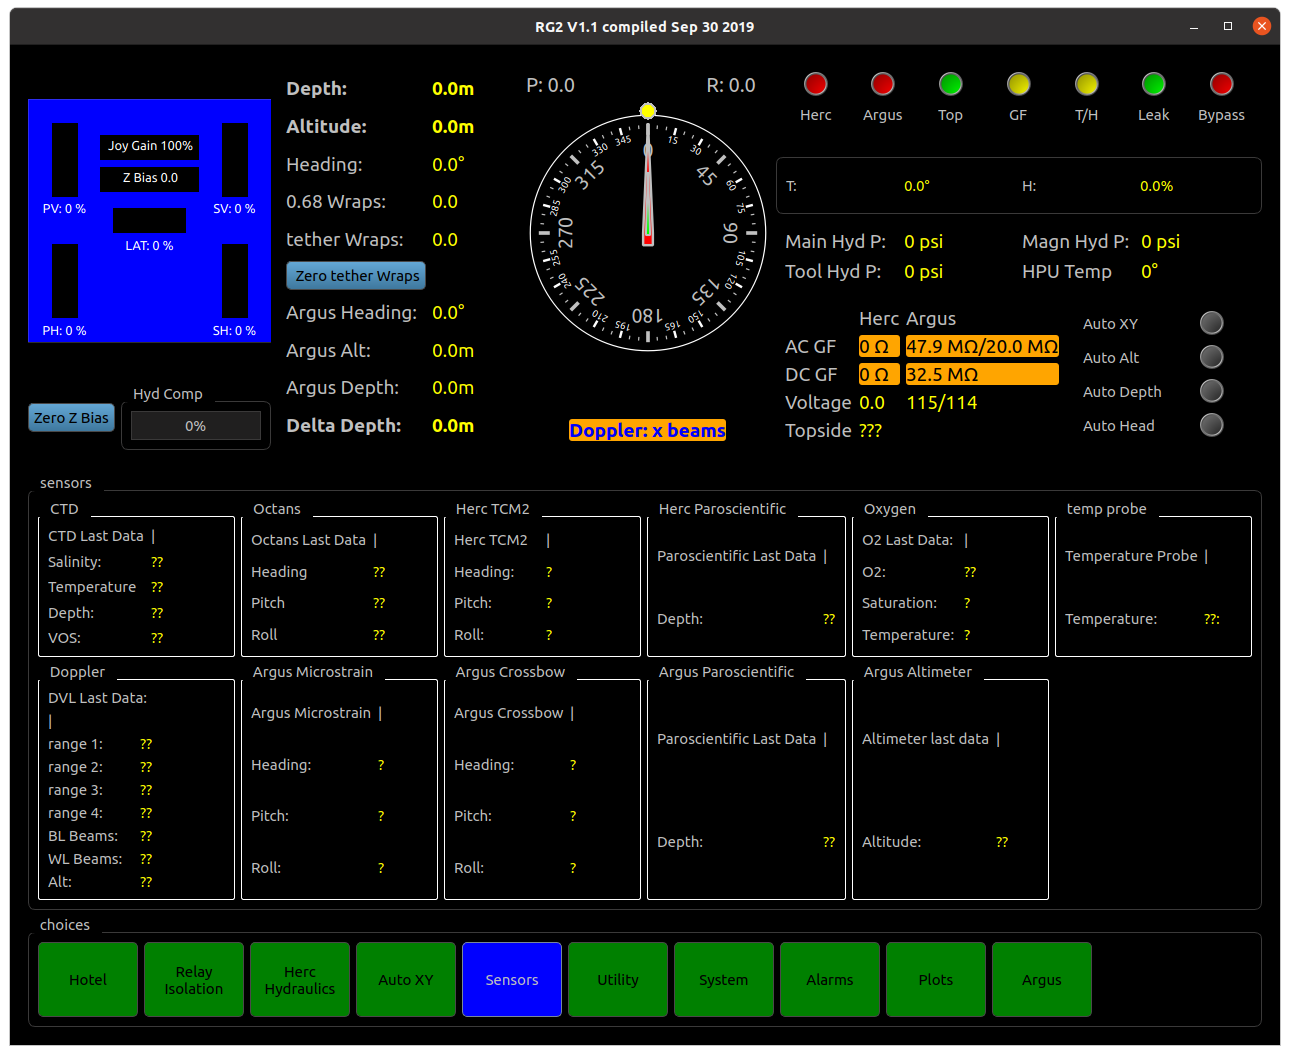 RG2 V1.1 compiled Sep 30 2019
Joy Gain 100%
Z Bias 0.0
PV: 0 %
SV: 0 %
LAT: 0 %
PH: 0 %
SH: 0 %
Zero Z Bias
Hyd Comp
0%
Depth: 0.0m
Altitude: 0.0m
Heading: 0.0°
0.68 Wraps: 0.0
tether Wraps: 0.0
Zero tether Wraps
Argus Heading: 0.0°
Argus Alt: 0.0m
Argus Depth: 0.0m
Delta Depth: 0.0m
P: 0.0
R: 0.0
0
15
30
45
60
75
90
105
120
135
150
165
180
195
210
225
240
255
270
285
300
315
330
345
Doppler: x beams
Herc
Argus
Top
GF
T/H
Leak
Bypass
T: 0.0° H: 0.0%
Main Hyd P: 0 psi Magn Hyd P: 0 psi
Tool Hyd P: 0 psi HPU Temp 0°
Herc Argus
AC GF 0 Ω 47.9 MΩ/20.0 MΩ
DC GF 0 Ω 32.5 MΩ
Voltage 0.0 115/114
Topside ???
Auto XY
Auto Alt
Auto Depth
Auto Head
sensors
CTD
CTD Last Data |
Salinity: ??
Temperature ??
Depth: ??
VOS: ??
Octans
Octans Last Data |
Heading ??
Pitch ??
Roll ??
Herc TCM2
Herc TCM2 |
Heading: ?
Pitch: ?
Roll: ?
Herc Paroscientific
Paroscientific Last Data |
Depth: ??
Oxygen
O2 Last Data: |
O2: ??
Saturation: ?
Temperature: ?
temp probe
Temperature Probe |
Temperature: ??:
Doppler
DVL Last Data:
|
range 1: ??
range 2: ??
range 3: ??
range 4: ??
BL Beams: ??
WL Beams: ??
Alt: ??
Argus Microstrain
Argus Microstrain |
Heading: ?
Pitch: ?
Roll: ?
Argus Crossbow
Argus Crossbow |
Heading: ?
Pitch: ?
Roll: ?
Argus Paroscientific
Paroscientific Last Data |
Depth: ??
Argus Altimeter
Altimeter last data |
Altitude: ??
choices
Hotel
Relay
Isolation
Herc
Hydraulics
Auto XY
Sensors
Utility
System
Alarms
Plots
Argus